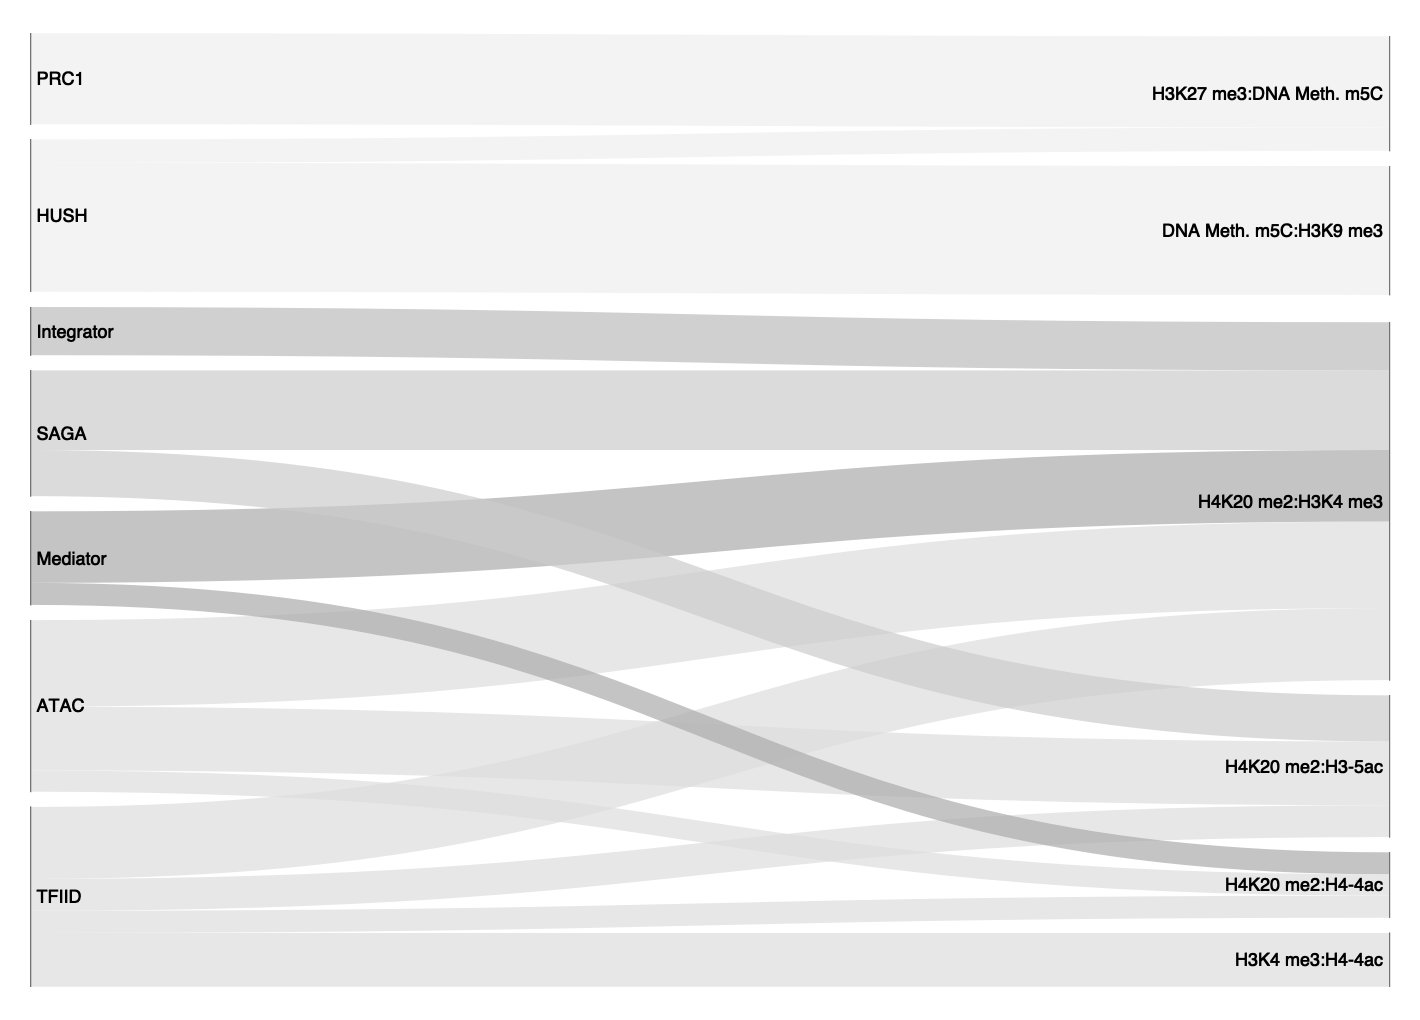 PRC1
H3K27 me3:DNA Meth. m5C
HUSH
DNA Meth. m5C:H3K9 me3
Integrator
SAGA
H4K20 me2:H3K4 me3
Mediator
ATAC
H4K20 me2:H3-5ac
H4K20 me2:H4-4ac
TFIID
H3K4 me3:H4-4ac